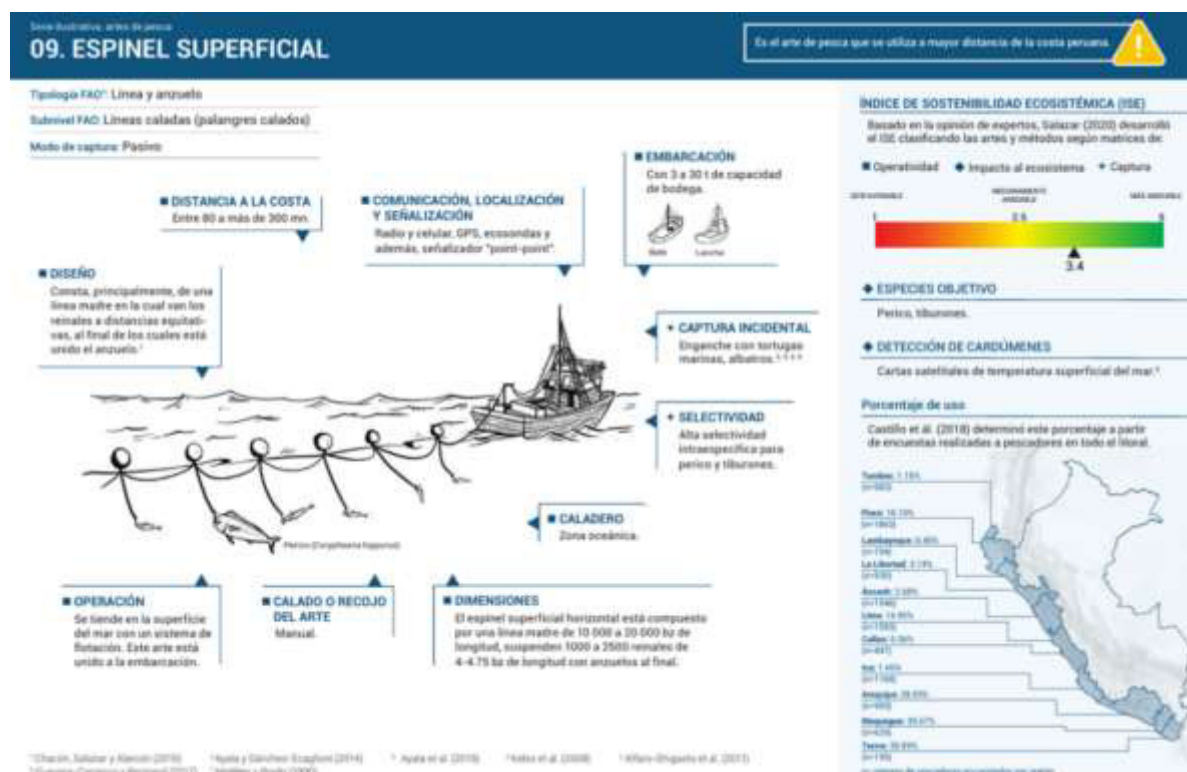 Serie ilustrativa: artes de pesca
09. ESPINEL SUPERFICIAL
Es el arte de pesca que se utiliza a mayor distancia de la costa peruana.
Tipología FAO: Línea y anzuelo
Subnivel FAO: Líneas caladas (palangres calados)
Modo de captura: Pasivo
DISTANCIA A LA COSTA
Entre 80 a más de 300 mn.
COMUNICACIÓN, LOCALIZACIÓN
Y SEÑALIZACIÓN
Radio y celular, GPS, ecosondas y
además, señalizador "point-point".
EMBARCACIÓN
Con 3 a 30 t de capacidad
de bodega.
Bote
Lancha
DISEÑO
Consta, principalmente, de una
línea madre en la cual van los
reinales a distancias equitati-
vas, al final de los cuales está
unido el anzuelo.
CAPTURA INCIDENTAL
Enganche con tortugas
marinas, albatros.
SELECTIVIDAD
Alta selectividad
intraespecífica para
perico y tiburones.
CALADERO
Zona oceánica.
Perico (Coryphaena hippurus)
OPERACIÓN
Se tiende en la superficie
del mar con un sistema de
flotación. Este arte está
unido a la embarcación.
CALADO O RECOJO
DEL ARTE
Manual.
DIMENSIONES
El espinel superficial horizontal está compuesto
por una línea madre de 10 000 a 20 000 bz de
longitud, suspenden 1000 a 2500 reinales de
4-4.75 bz de longitud con anzuelos al final.
ÍNDICE DE SOSTENIBILIDAD ECOSISTÉMICA (ISE)
Basado en la opinión de expertos, Salazar (2020) desarrolló
el ISE clasificando las artes y métodos según matrices de:
Operatividad
Impacto al ecosistema
Captura
1
3.4
ESPECIES OBJETIVO
Perico, tiburones.
DETECCIÓN DE CARDÚMENES
Cartas satelitales de temperatura superficial del mar.
Porcentaje de uso
Castillo et al. (2018) determinó este porcentaje a partir
de encuestas realizadas a pescadores en todo el litoral.
Tumbes:
Piura:
Lambayeque:
La Libertad:
Áncash:
Lima:
Callao:
Ica:
Arequipa:
Moquegua:
Tacna: